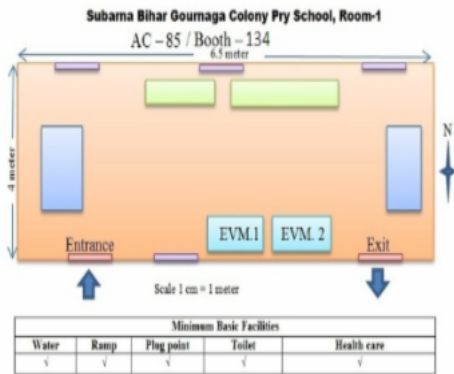 Subarna Bihar Gournaga Colony Pry School, Room-1
AC – 85 / Booth – 134
6.5 meter
4 meter
N
EVM.1 EVM. 2
Entrance Exit
Scale 1 cm = 1 meter
Minimum Basic Facilities
Water Ramp Plug point Toilet Health care
√ √ √ √ √